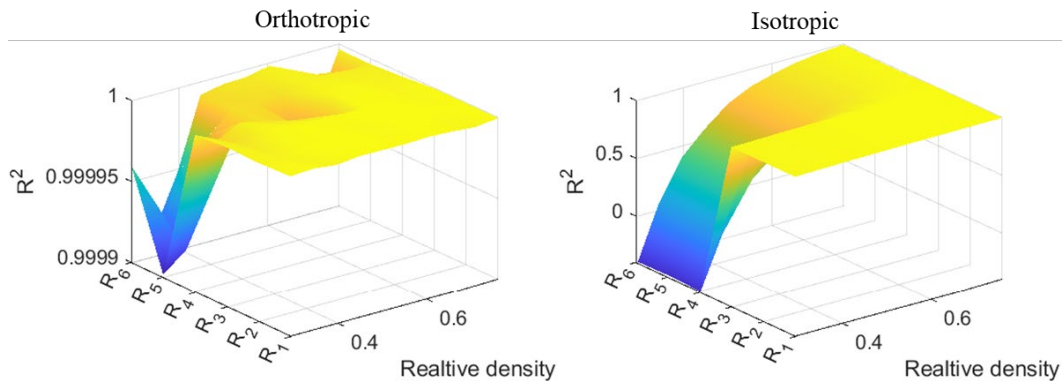 Orthotropic
Isotropic
1
0.99995
0.9999
R²
R₆
R₅
R₄
R₃
R₂
R₁
0.4
0.6
Realtive density
1
0.5
0
R²
R₆
R₅
R₄
R₃
R₂
R₁
0.4
0.6
Realtive density